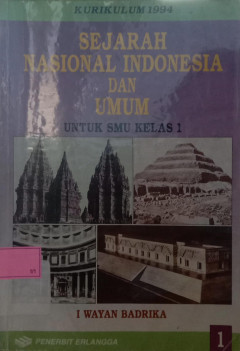 KURIKULUM 1994
SEJARAH
NASIONAL INDONESIA
DAN
UMUM
UNTUK SMU KELAS 1
I WAYAN BADRIKA
PENERBIT ERLANGGA
1